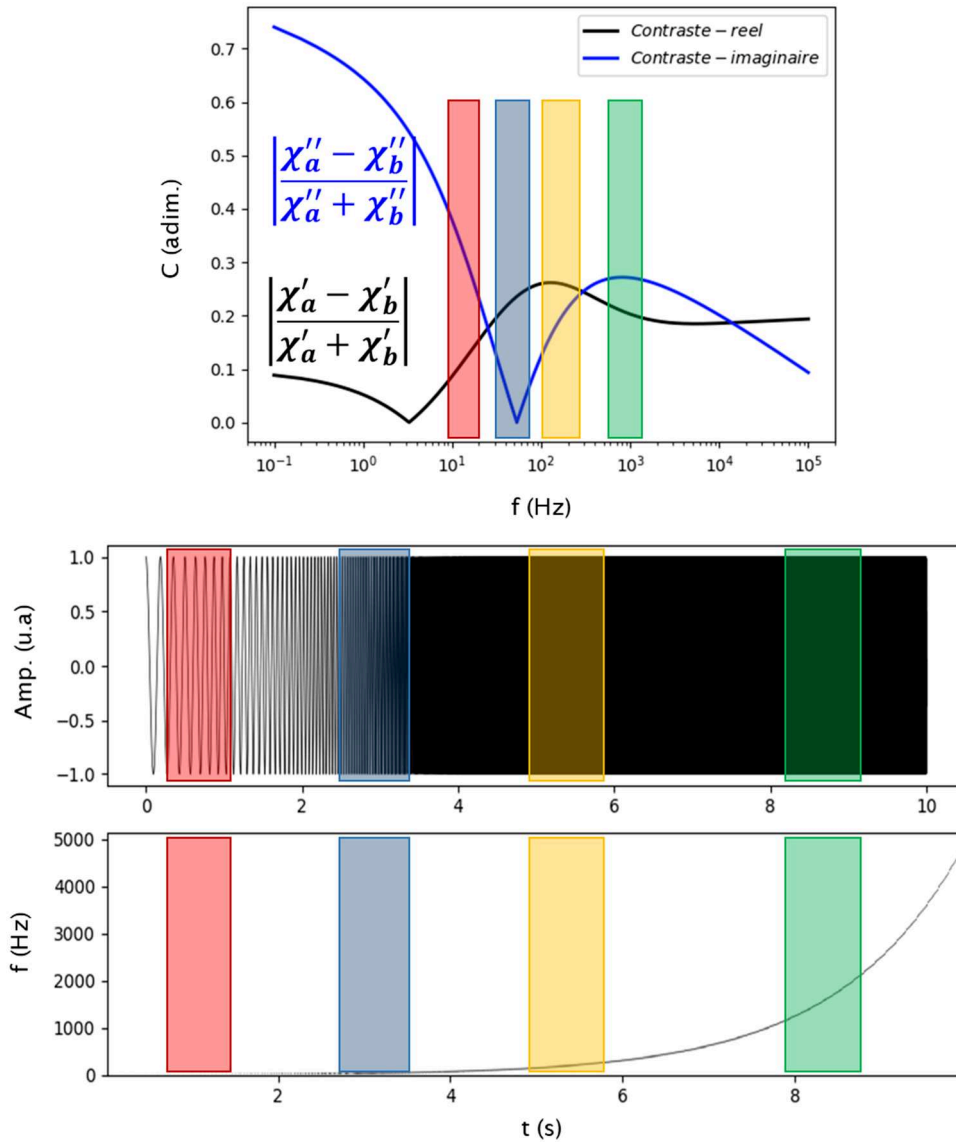 Contraste – reel
Contraste – imaginaire
C (adim.)
0.7
0.6
0.5
0.4
0.3
0.2
0.1
0.0
|χ''a − χ''b|
|χ''a + χ''b|
|χ'a − χ'b|
|χ'a + χ'b|
10⁻¹ 10⁰ 10¹ 10² 10³ 10⁴ 10⁵
f (Hz)
Amp. (u.a)
1.0
0.5
0.0
−0.5
−1.0
0 2 4 6 8 10
f (Hz)
5000
4000
3000
2000
1000
0
2 4 6 8
t (s)